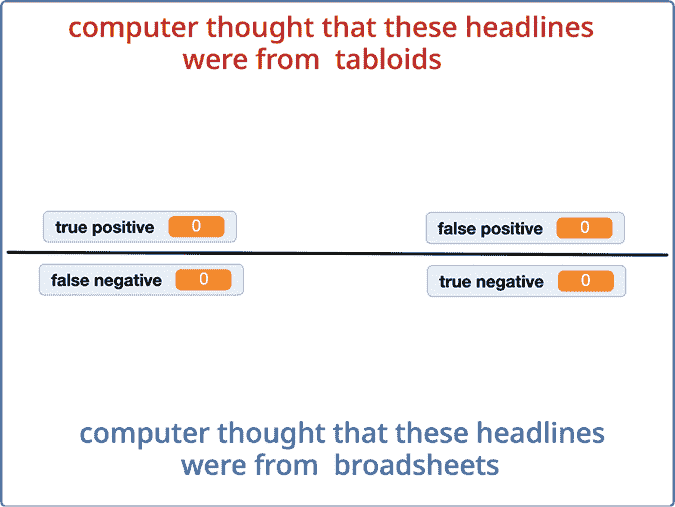 computer thought that these headlines
were from tabloids
true positive 0 false positive 0
false negative 0 true negative 0
computer thought that these headlines
were from broadsheets